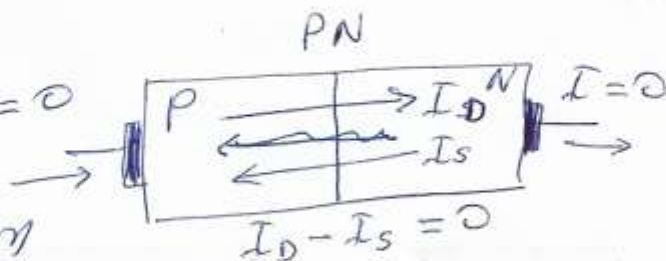 PN
= 0 P I_D N I = 0
I_S
I_D - I_S = 0